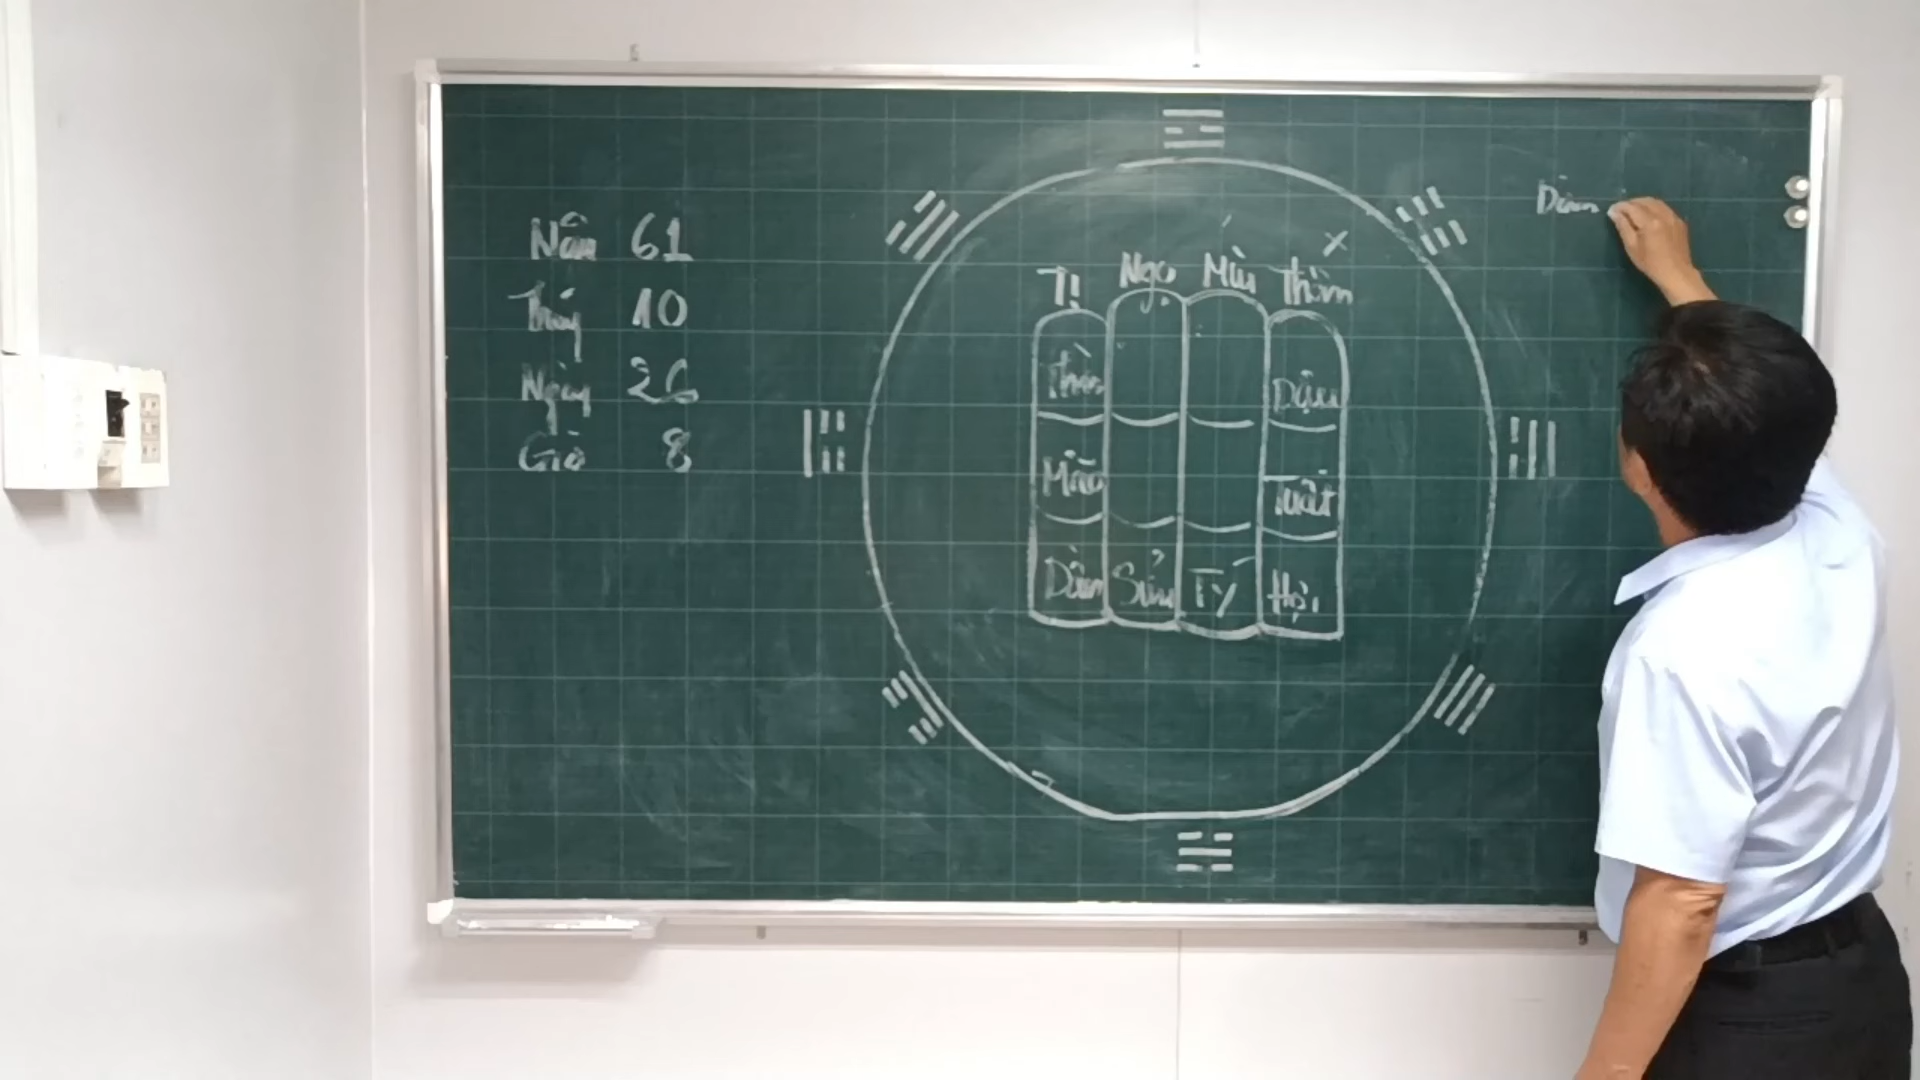 Năm 61
Tháng 10
Ngày 26
Giờ 8
Tị Ngọ Mùi Thân
Thìn Dậu
Mão Tuất
Dần Sửu Tý Hợi